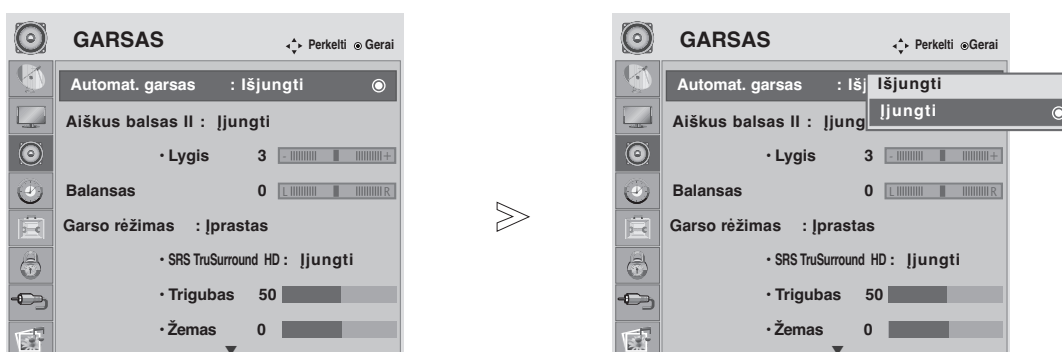 GARSAS
Perkelti Gerai
Automat. garsas : Išjungti
Aiškus balsas II : Įjungti
• Lygis 3 - +
Balansas 0 L R
Garso rėžimas : Įprastas
• SRS TruSurround HD : Įjungti
• Trigubas 50
• Žemas 0
GARSAS
Perkelti Gerai
Automat. garsas : Išj
Išjungti
Įjungti
Aiškus balsas II : Įjung
• Lygis 3 - +
Balansas 0 L R
Garso rėžimas : Įprastas
• SRS TruSurround HD : Įjungti
• Trigubas 50
• Žemas 0